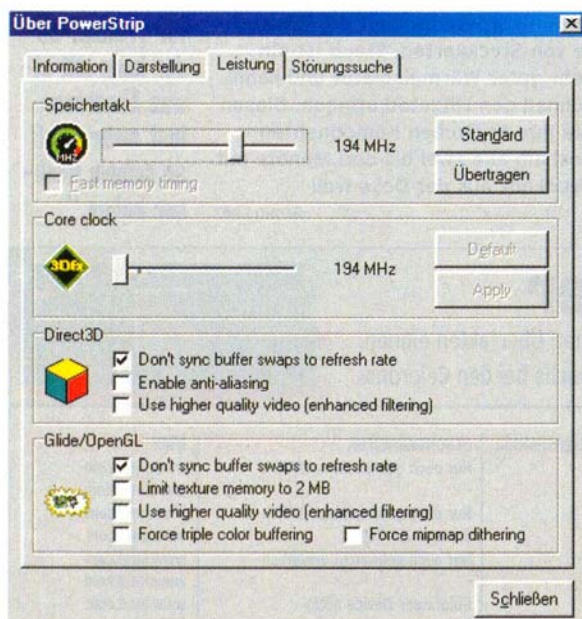 Über PowerStrip
Information Darstellung Leistung Störungssuche
Speichertakt
MHZ
194 MHz
Standard
Fast memory timing
Übertragen
Core clock
3Dfx
194 MHz
Default
Apply
Direct3D
Don't sync buffer swaps to refresh rate
Enable anti-aliasing
Use higher quality video (enhanced filtering)
Glide/OpenGL
Don't sync buffer swaps to refresh rate
Limit texture memory to 2 MB
Use higher quality video (enhanced filtering)
Force triple color buffering Force mipmap dithering
Schließen